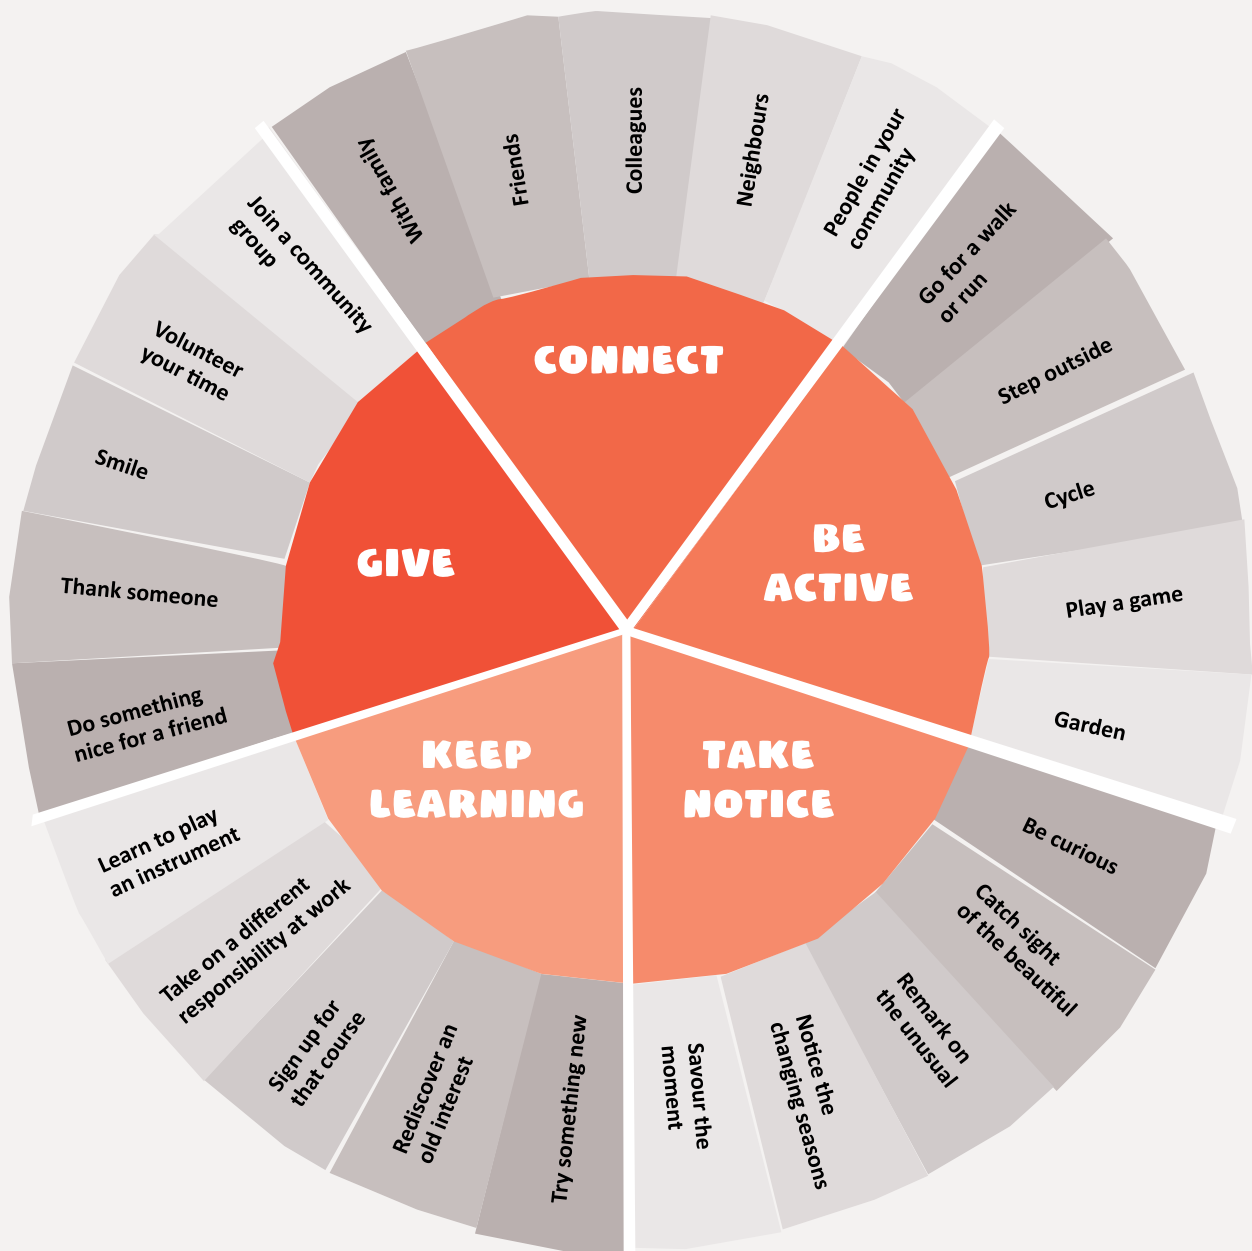 CONNECT
With family
Friends
Colleagues
Neighbours
People in your
community
BE
ACTIVE
Go for a walk
or run
Step outside
Cycle
Play a game
Garden
TAKE
NOTICE
Be curious
Catch sight
of the beautiful
Remark on
the unusual
Notice the
changing seasons
Savour the
moment
KEEP
LEARNING
Try something new
Rediscover an
old interest
Sign up for
that course
Take on a different
responsibility at work
Learn to play
an instrument
GIVE
Do something
nice for a friend
Thank someone
Smile
Volunteer
your time
Join a community
group